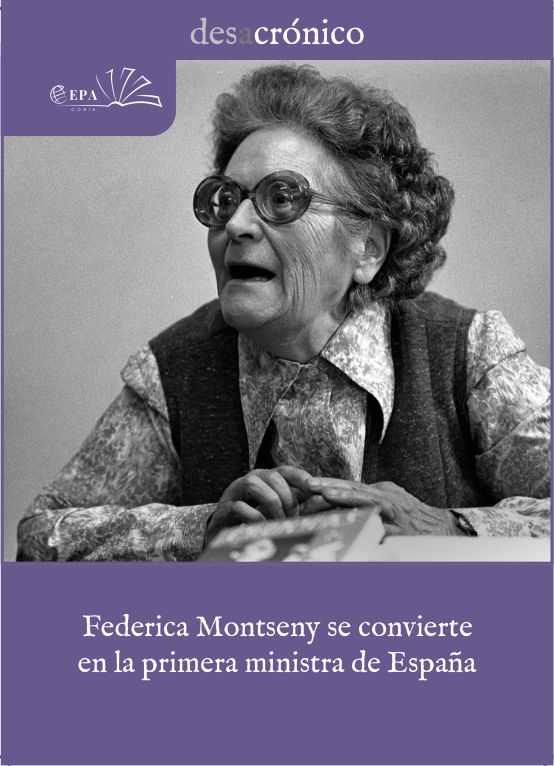 desacrónico
EPA
CORIA
Federica Montseny se convierte
en la primera ministra de España